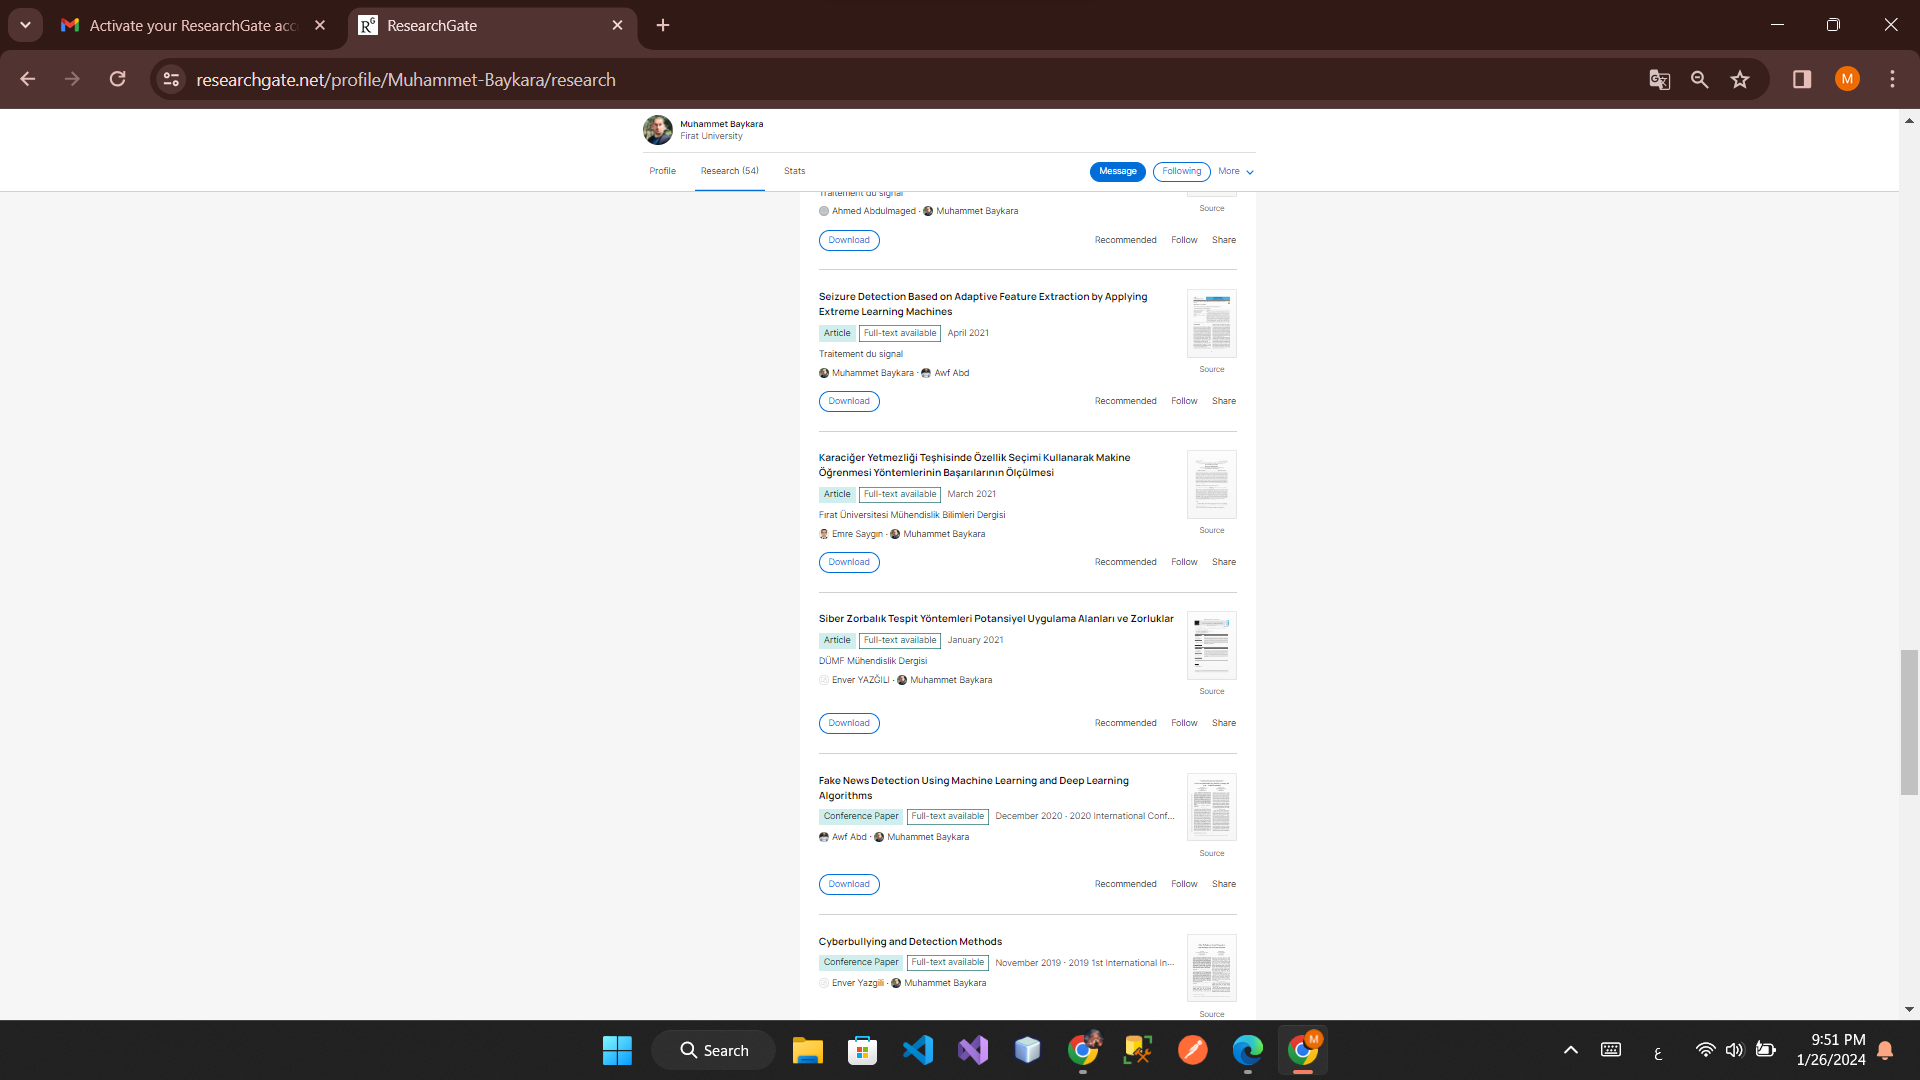 Activate your ResearchGate acc
ResearchGate
researchgate.net/profile/Muhammet-Baykara/research
M
Muhammet Baykara
Firat University
Profile
Research (54)
Stats
Message
Following
More
Traitement du signal
Ahmed Abdulmaged · Muhammet Baykara
Source
Download
Recommended
Follow
Share
Seizure Detection Based on Adaptive Feature Extraction by Applying
Extreme Learning Machines
Article
Full-text available
April 2021
Traitement du signal
Muhammet Baykara · Awf Abd
Source
Download
Recommended
Follow
Share
Karaciğer Yetmezliği Teşhisinde Özellik Seçimi Kullanarak Makine
Öğrenmesi Yöntemlerinin Başarılarının Ölçülmesi
Article
Full-text available
March 2021
Fırat Üniversitesi Mühendislik Bilimleri Dergisi
Emre Saygın · Muhammet Baykara
Source
Download
Recommended
Follow
Share
Siber Zorbalık Tespit Yöntemleri Potansiyel Uygulama Alanları ve Zorluklar
Article
Full-text available
January 2021
DÜMF Mühendislik Dergisi
Enver YAZĞILI · Muhammet Baykara
Source
Download
Recommended
Follow
Share
Fake News Detection Using Machine Learning and Deep Learning
Algorithms
Conference Paper
Full-text available
December 2020 · 2020 International Conf...
Awf Abd · Muhammet Baykara
Source
Download
Recommended
Follow
Share
Cyberbullying and Detection Methods
Conference Paper
Full-text available
November 2019 · 2019 1st International In...
Enver Yazgili · Muhammet Baykara
Source
Search
M
ع
9:51 PM
1/26/2024